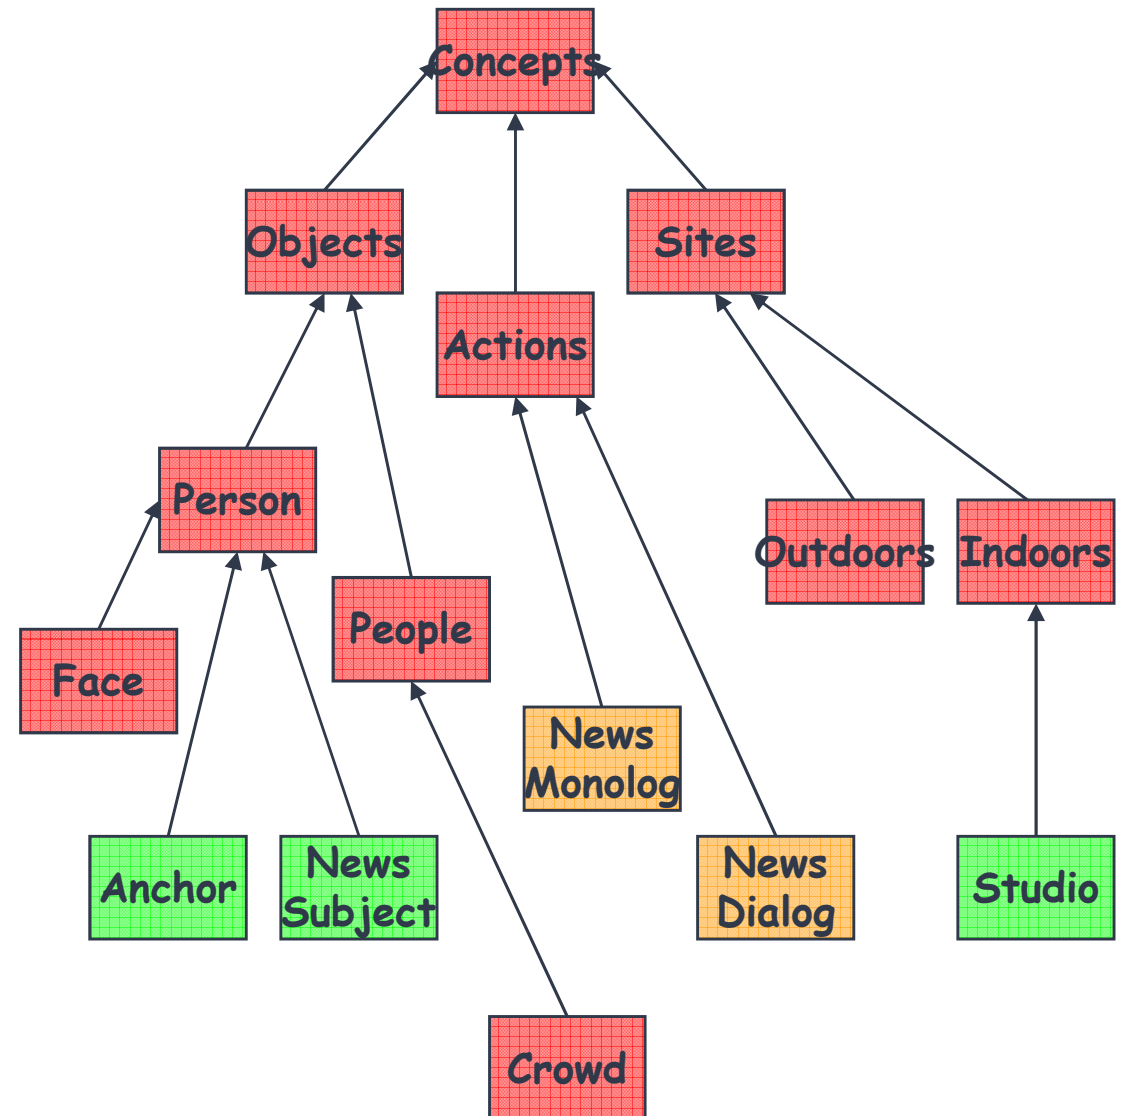 Concepts
Objects
Sites
Actions
Person
Outdoors
Indoors
People
Face
News
Monolog
Anchor
News
Subject
News
Dialog
Studio
Crowd